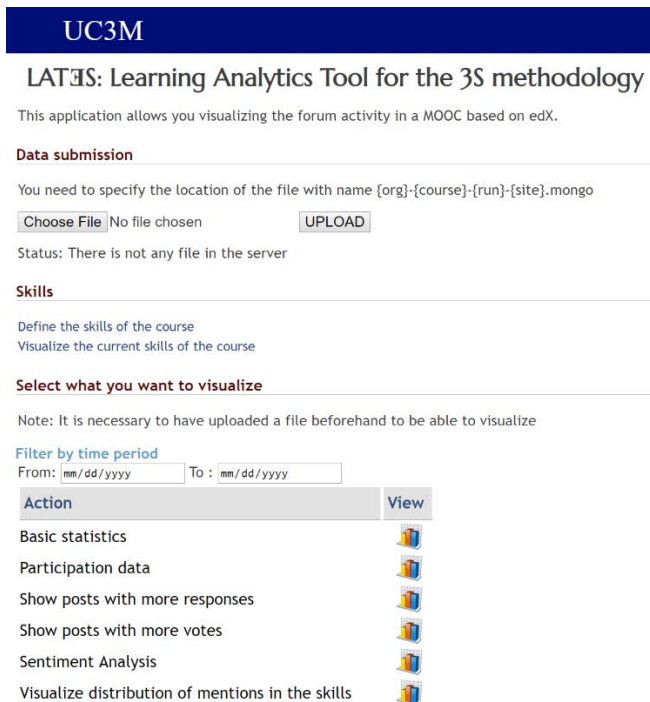 UC3M
LATƎS: Learning Analytics Tool for the 3S methodology
This application allows you visualizing the forum activity in a MOOC based on edX.
Data submission
You need to specify the location of the file with name {org}-{course}-{run}-{site}.mongo
Choose File No file chosen UPLOAD
Status: There is not any file in the server
Skills
Define the skills of the course
Visualize the current skills of the course
Select what you want to visualize
Note: It is necessary to have uploaded a file beforehand to be able to visualize
Filter by time period
From: mm/dd/yyyy To : mm/dd/yyyy
Action View
Basic statistics
Participation data
Show posts with more responses
Show posts with more votes
Sentiment Analysis
Visualize distribution of mentions in the skills